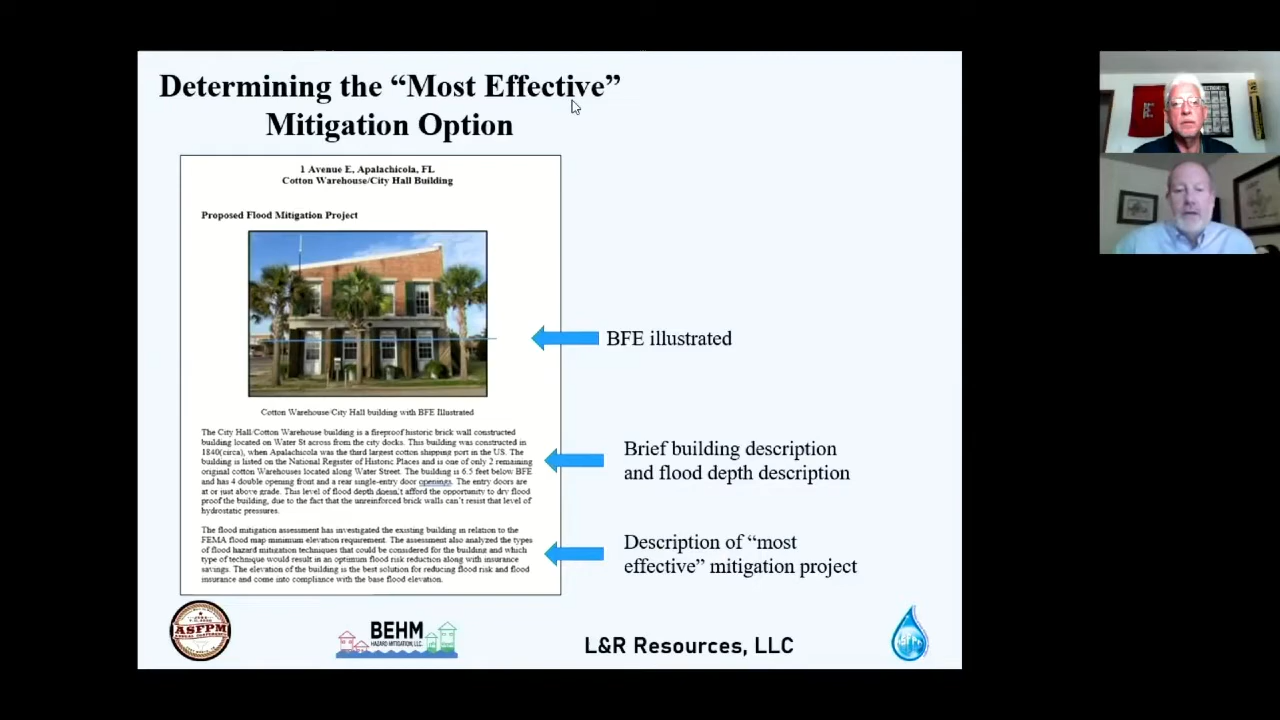 Determining the “Most Effective”
Mitigation Option
1 Avenue E, Apalachicola, FL
Cotton Warehouse/City Hall Building
Proposed Flood Mitigation Project
Cotton Warehouse/City Hall building with BFE Illustrated
The City Hall/Cotton Warehouse building is a fireproof historic brick wall constructed
building located on Water St across from the city docks. This building was constructed in
1840(circa), when Apalachicola was the third largest cotton shipping port in the US. The
building is listed on the National Register of Historic Places and is one of only 2 remaining
original cotton Warehouses located along Water Street. The building is 6.5 feet below BFE
and has 4 double opening front and a rear single-entry door openings. The entry doors are
at or just above grade. This level of flood depth doesn't afford the opportunity to dry flood
proof the building, due to the fact that the unreinforced brick walls can't resist that level of
hydrostatic pressures.
The flood mitigation assessment has investigated the existing building in relation to the
FEMA flood map minimum elevation requirement. The assessment also analyzed the types
of flood hazard mitigation techniques that could be considered for the building and which
type of technique would result in an optimum flood risk reduction along with insurance
savings. The elevation of the building is the best solution for reducing flood risk and flood
insurance and come into compliance with the base flood elevation.
BFE illustrated
Brief building description
and flood depth description
Description of “most
effective” mitigation project
ASFPM
BEHM
HAZARD MITIGATION, LLC.
L&R Resources, LLC